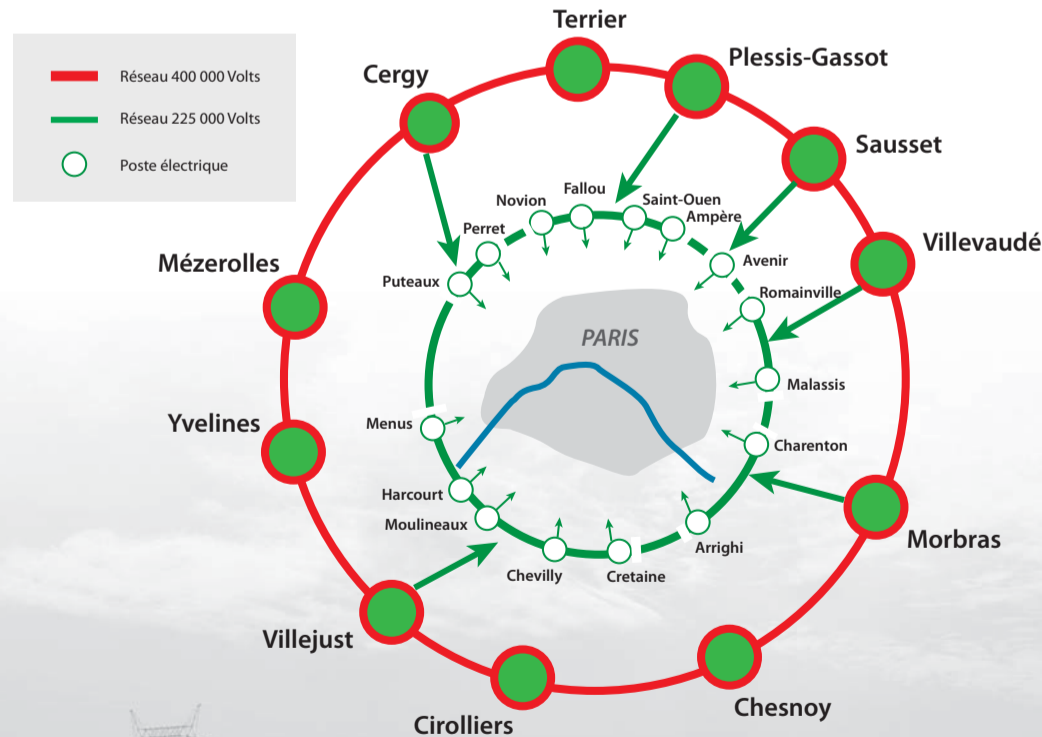 Réseau 400 000 Volts
Réseau 225 000 Volts
Poste électrique
Terrier
Plessis-Gassot
Cergy
Sausset
Villevaudé
Mézerolles
Yvelines
Morbras
Villejust
Cirolliers
Chesnoy
Fallou
Saint-Ouen
Novion
Ampère
Perret
Avenir
Puteaux
Romainville
PARIS
Malassis
Menus
Charenton
Harcourt
Moulineaux
Arrighi
Chevilly
Cretaine